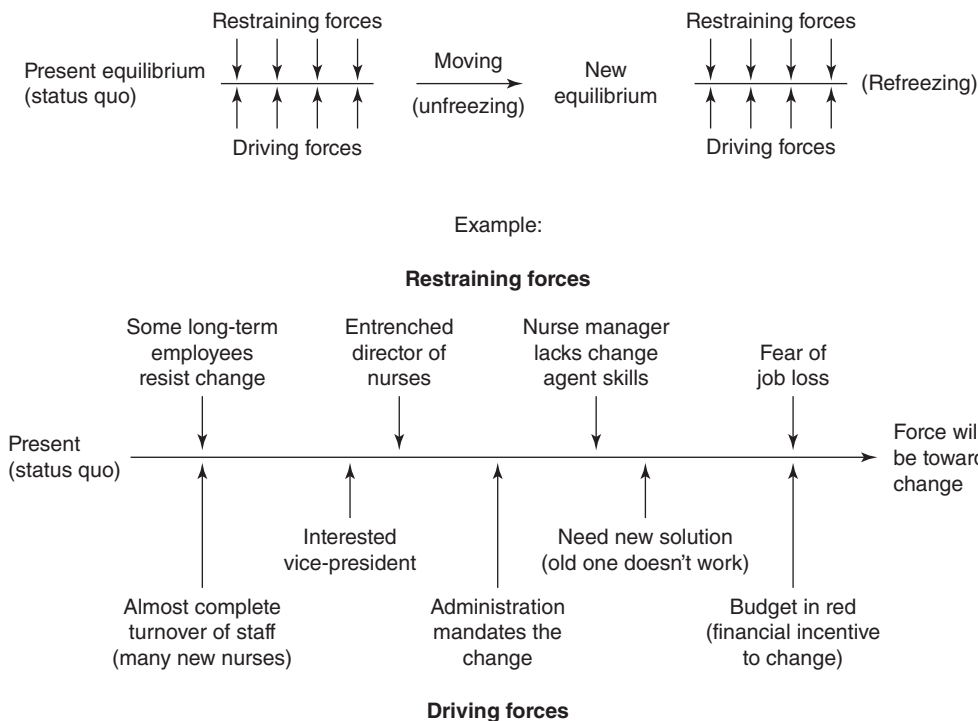 Restraining forces
Restraining forces
Present equilibrium
(status quo)
Moving
(unfreezing)
New
equilibrium
(Refreezing)
Driving forces
Driving forces
Example:
Restraining forces
Some long-term
employees
resist change
Entrenched
director of
nurses
Nurse manager
lacks change
agent skills
Fear of
job loss
Present
(status quo)
Force wil
be toward
change
Interested
vice-president
Need new solution
(old one doesn't work)
Almost complete
turnover of staff
(many new nurses)
Administration
mandates the
change
Budget in red
(financial incentive
to change)
Driving forces